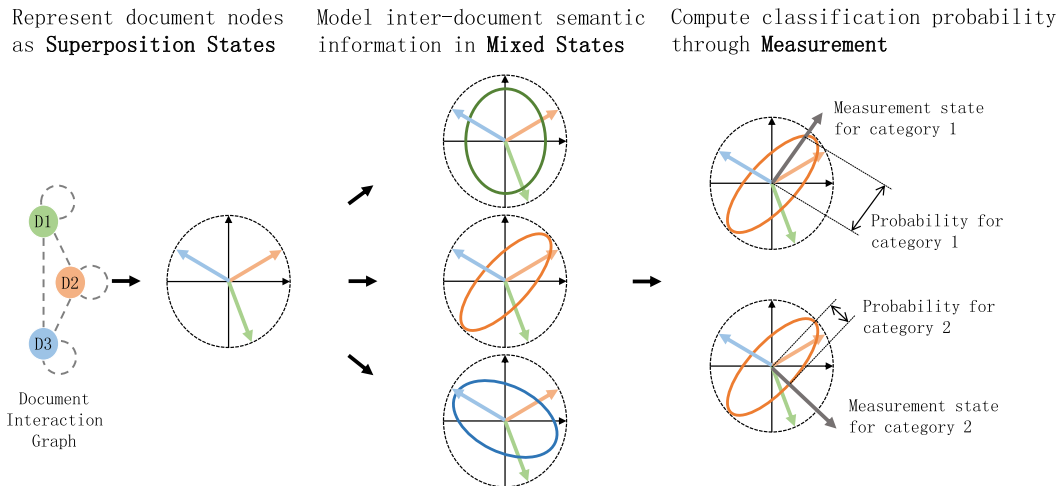 Represent document nodes
as Superposition States
Model inter-document semantic
information in Mixed States
Compute classification probability
through Measurement
D1
D2
D3
Document
Interaction
Graph
Measurement state
for category 1
Probability for
category 1
Probability for
category 2
Measurement state
for category 2